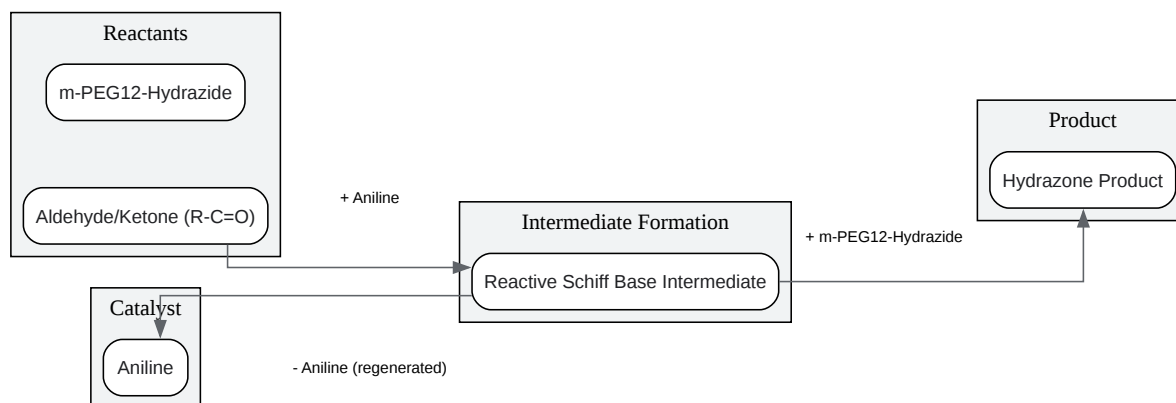 Reactants
m-PEG12-Hydrazide
Aldehyde/Ketone (R-C=O)
+ Aniline
Intermediate Formation
Reactive Schiff Base Intermediate
+ m-PEG12-Hydrazide
Product
Hydrazone Product
Catalyst
Aniline
- Aniline (regenerated)